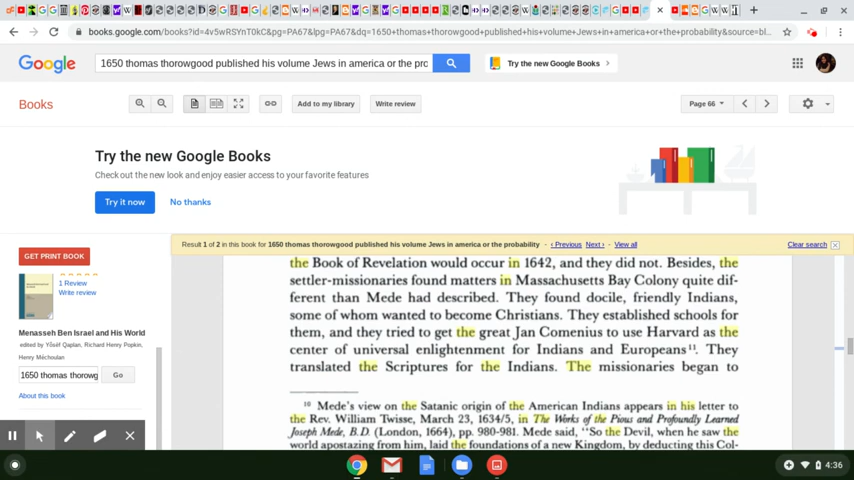 books.google.com/books?id=4v5wRSYnT0kC&pg=PA67&lpg=PA67&dq=1650+thomas+thorowgood+published+his+volume+Jews+in+america+or+the+probability&source=bl...
Google
1650 thomas thorowgood published his volume Jews in america or the pro
Try the new Google Books
Books
Add to my library
Write review
Page 66
Try the new Google Books
Check out the new look and enjoy easier access to your favorite features
Try it now
No thanks
Result 1 of 2 in this book for 1650 thomas thorowgood published his volume Jews in america or the probability - ‹ Previous Next › - View all
Clear search
GET PRINT BOOK
1 Review
Write review
Menasseh Ben Israel and His World
edited by Yôsēf Qaplan, Richard Henry Popkin,
Henry Méchoulan
1650 thomas thorowg
Go
About this book
the Book of Revelation would occur in 1642, and they did not. Besides, the
settler-missionaries found matters in Massachusetts Bay Colony quite dif-
ferent than Mede had described. They found docile, friendly Indians,
some of whom wanted to become Christians. They established schools for
them, and they tried to get the great Jan Comenius to use Harvard as the
center of universal enlightenment for Indians and Europeans¹¹. They
translated the Scriptures for the Indians. The missionaries began to
¹⁰ Mede's view on the Satanic origin of the American Indians appears in his letter to
the Rev. William Twisse, March 23, 1634/5, in The Works of the Pious and Profoundly Learned
Joseph Mede, B.D. (London, 1664), pp. 980-981. Mede said, "So the Devil, when he saw the
world apostazing from him, laid the foundations of a new Kingdom, by deducting this Col-
4:36